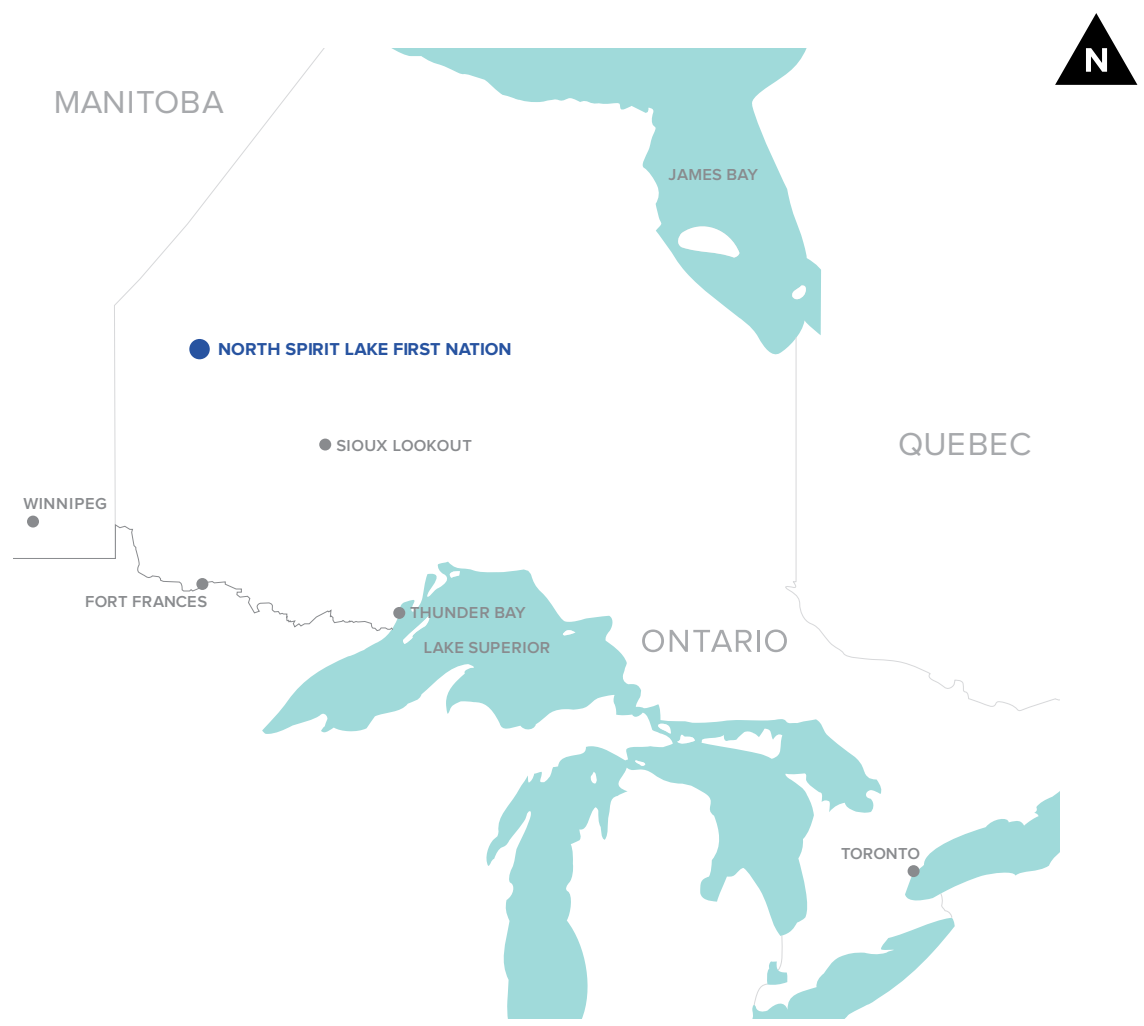 N
MANITOBA
JAMES BAY
NORTH SPIRIT LAKE FIRST NATION
SIOUX LOOKOUT
QUEBEC
WINNIPEG
FORT FRANCES
THUNDER BAY
ONTARIO
LAKE SUPERIOR
TORONTO